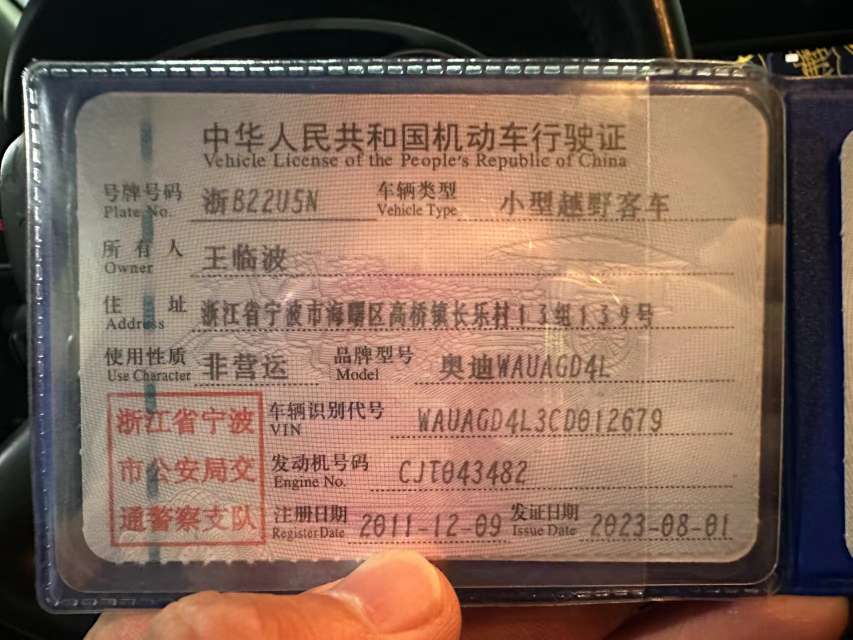 中华人民共和国机动车行驶证
Vehicle License of the People's Republic of China
号牌号码 浙B22U5N 车辆类型 小型越野客车
Plate No. Vehicle Type
所有人 王临波
Owner
住址 浙江省宁波市海曙区高桥镇长乐村13组139号
Address
使用性质 非营运 品牌型号 奥迪WAUAGD4L
Use Character Model
浙江省宁波
市公安局交
通警察支队
车辆识别代号 WAUAGD4L3CD012679
VIN
发动机号码 CJT043482
Engine No.
注册日期 2011-12-09 发证日期 2023-08-01
Register Date Issue Date